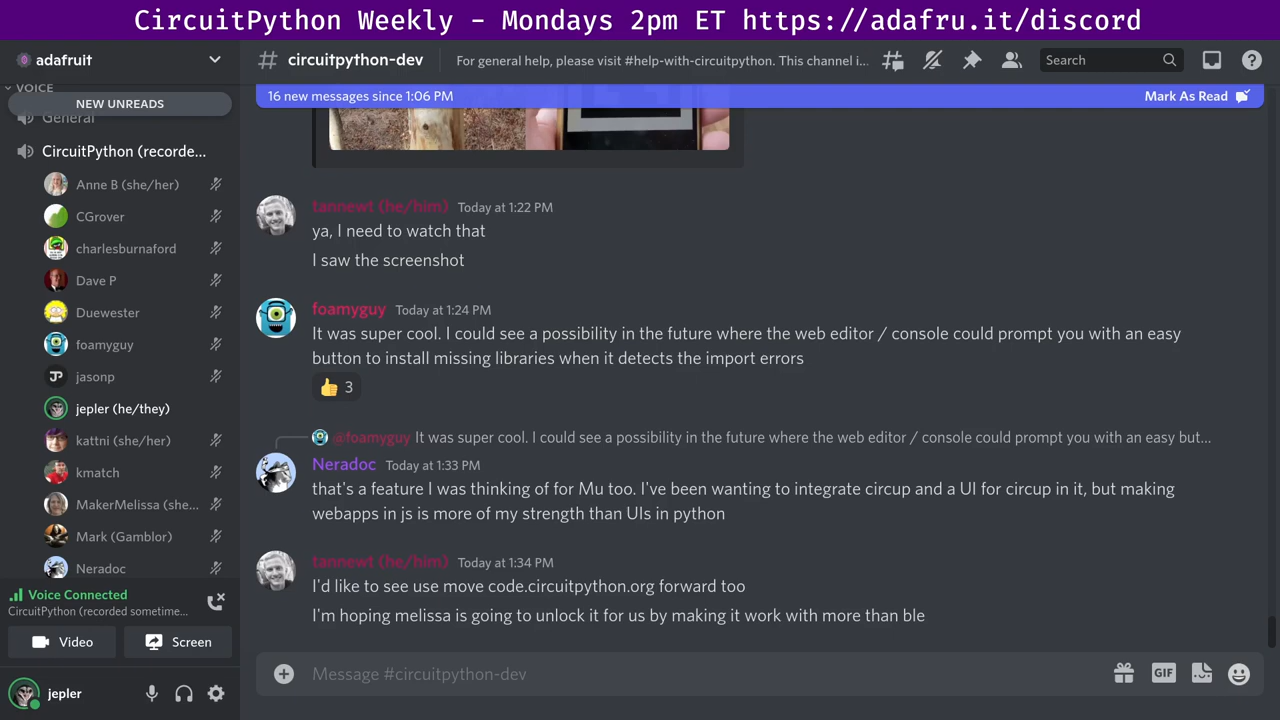 CircuitPython Weekly - Mondays 2pm ET https://adafru.it/discord
adafruit
VOICE
NEW UNREADS
General
CircuitPython (recorde...
Anne B (she/her)
CGrover
charlesburnaford
Dave P
Duewester
foamyguy
jasonp
jepler (he/they)
kattni (she/her)
kmatch
MakerMelissa (she...
Mark (Gamblor)
Neradoc
Voice Connected
CircuitPython (recorded sometime...
Video
Screen
jepler
# circuitpython-dev
For general help, please visit #help-with-circuitpython. This channel i...
Search
16 new messages since 1:06 PM
Mark As Read
tannewt (he/him) Today at 1:22 PM
ya, I need to watch that
I saw the screenshot
foamyguy Today at 1:24 PM
It was super cool. I could see a possibility in the future where the web editor / console could prompt you with an easy
button to install missing libraries when it detects the import errors
👍 3
@foamyguy It was super cool. I could see a possibility in the future where the web editor / console could prompt you with an easy but...
Neradoc Today at 1:33 PM
that's a feature I was thinking of for Mu too. I've been wanting to integrate circup and a UI for circup in it, but making
webapps in js is more of my strength than UIs in python
tannewt (he/him) Today at 1:34 PM
I'd like to see use move code.circuitpython.org forward too
I'm hoping melissa is going to unlock it for us by making it work with more than ble
Message #circuitpython-dev
GIF